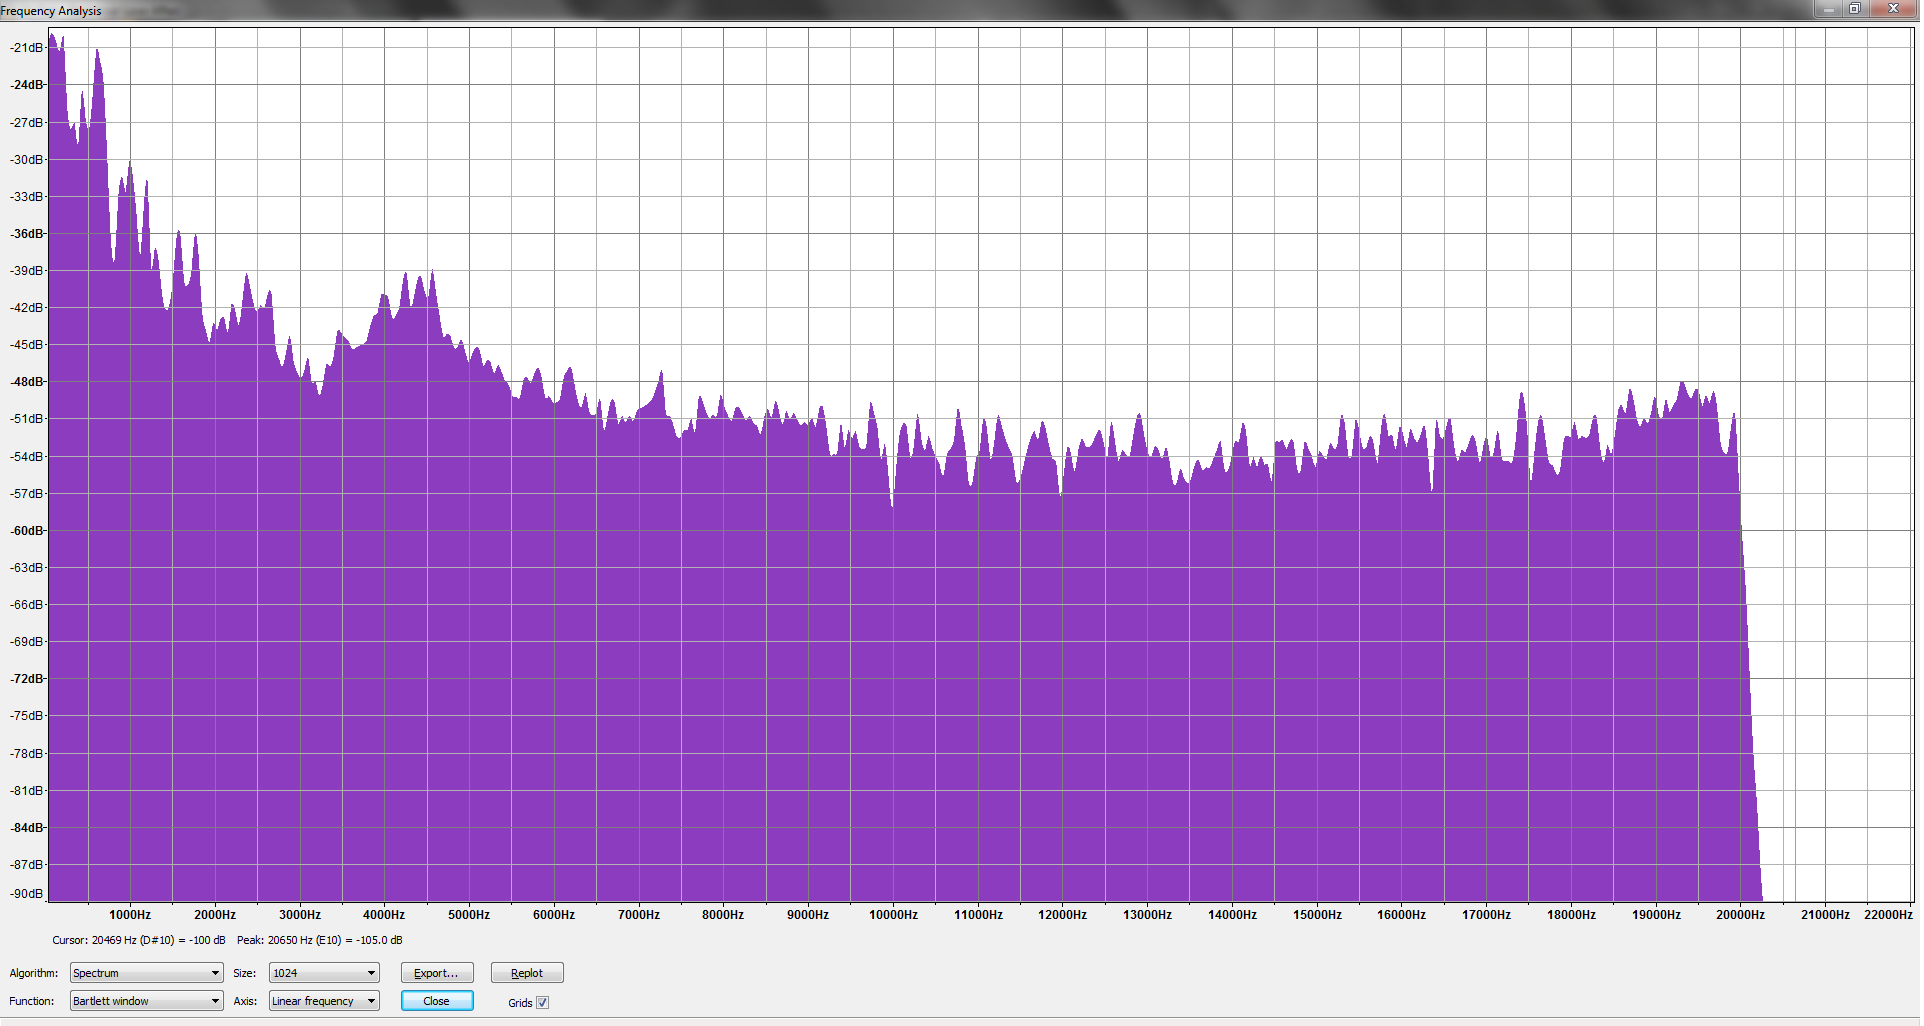 Frequency Analysis
-21dB
-24dB
-27dB
-30dB
-33dB
-36dB
-39dB
-42dB
-45dB
-48dB
-51dB
-54dB
-57dB
-60dB
-63dB
-66dB
-69dB
-72dB
-75dB
-78dB
-81dB
-84dB
-87dB
-90dB
1000Hz 2000Hz 3000Hz 4000Hz 5000Hz 6000Hz 7000Hz 8000Hz 9000Hz 10000Hz 11000Hz 12000Hz 13000Hz 14000Hz 15000Hz 16000Hz 17000Hz 18000Hz 19000Hz 20000Hz 21000Hz 22000Hz
Cursor: 20469 Hz (D#10) = -100 dB Peak: 20650 Hz (E10) = -105.0 dB
Algorithm: Spectrum Size: 1024 Export... Replot
Function: Bartlett window Axis: Linear frequency Close Grids